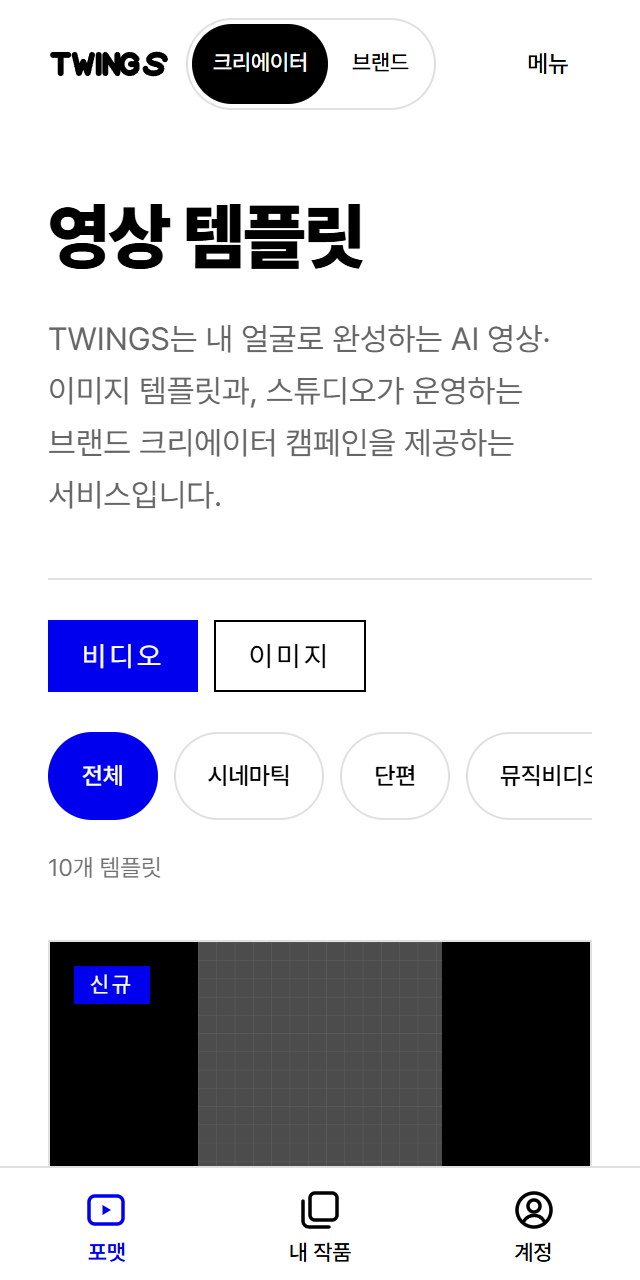 TWINGS
크리에이터
브랜드
메뉴
영상 템플릿
TWINGS는 내 얼굴로 완성하는 AI 영상·
이미지 템플릿과, 스튜디오가 운영하는
브랜드 크리에이터 캠페인을 제공하는
서비스입니다.
비디오
이미지
전체
시네마틱
단편
뮤직비디오
10개 템플릿
신규
포맷
내 작품
계정